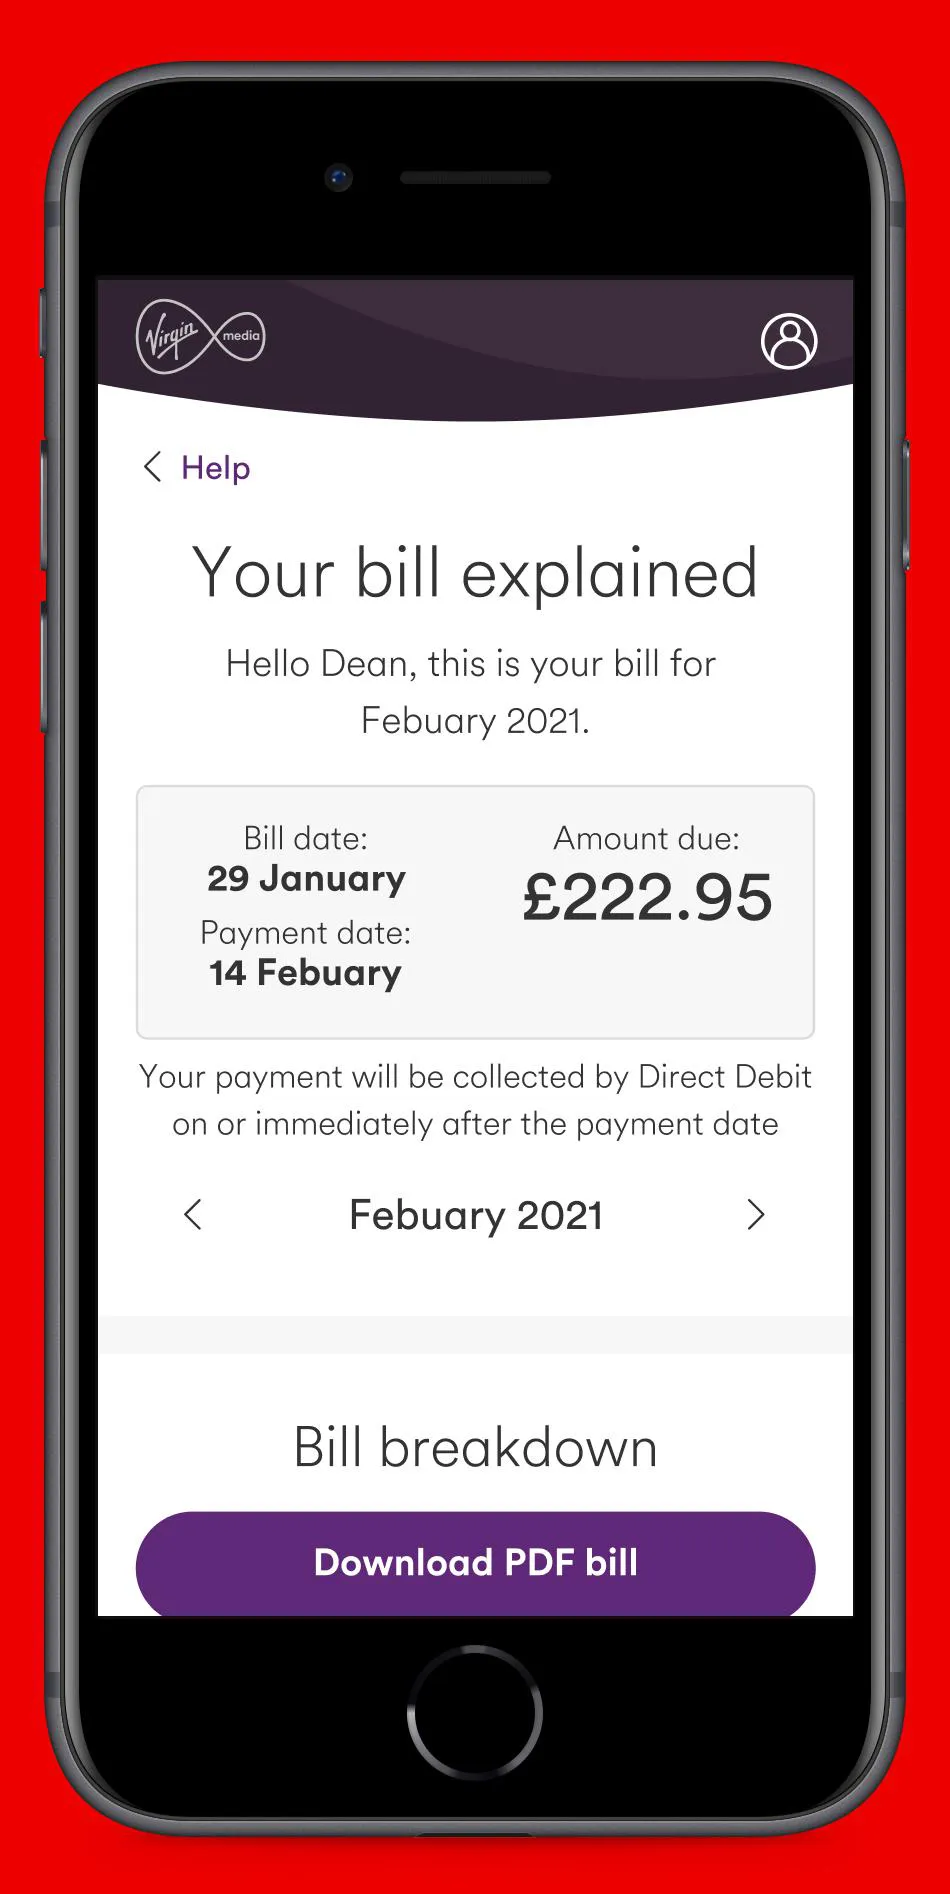 Virgin media
Help
Your bill explained
Hello Dean, this is your bill for
Febuary 2021.
Bill date:
29 January
Payment date:
14 Febuary
Amount due:
£222.95
Your payment will be collected by Direct Debit
on or immediately after the payment date
Febuary 2021
Bill breakdown
Download PDF bill